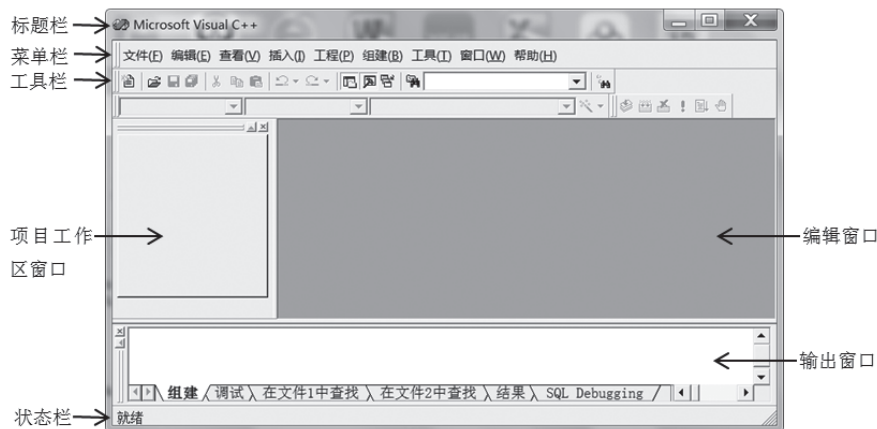 标题栏
Microsoft Visual C++
菜单栏
文件(F) 编辑(E) 查看(V) 插入(I) 工程(P) 组建(B) 工具(T) 窗口(W) 帮助(H)
工具栏
项目工作
区窗口
编辑窗口
输出窗口
组建 调试 在文件1中查找 在文件2中查找 结果 SQL Debugging
状态栏
就绪